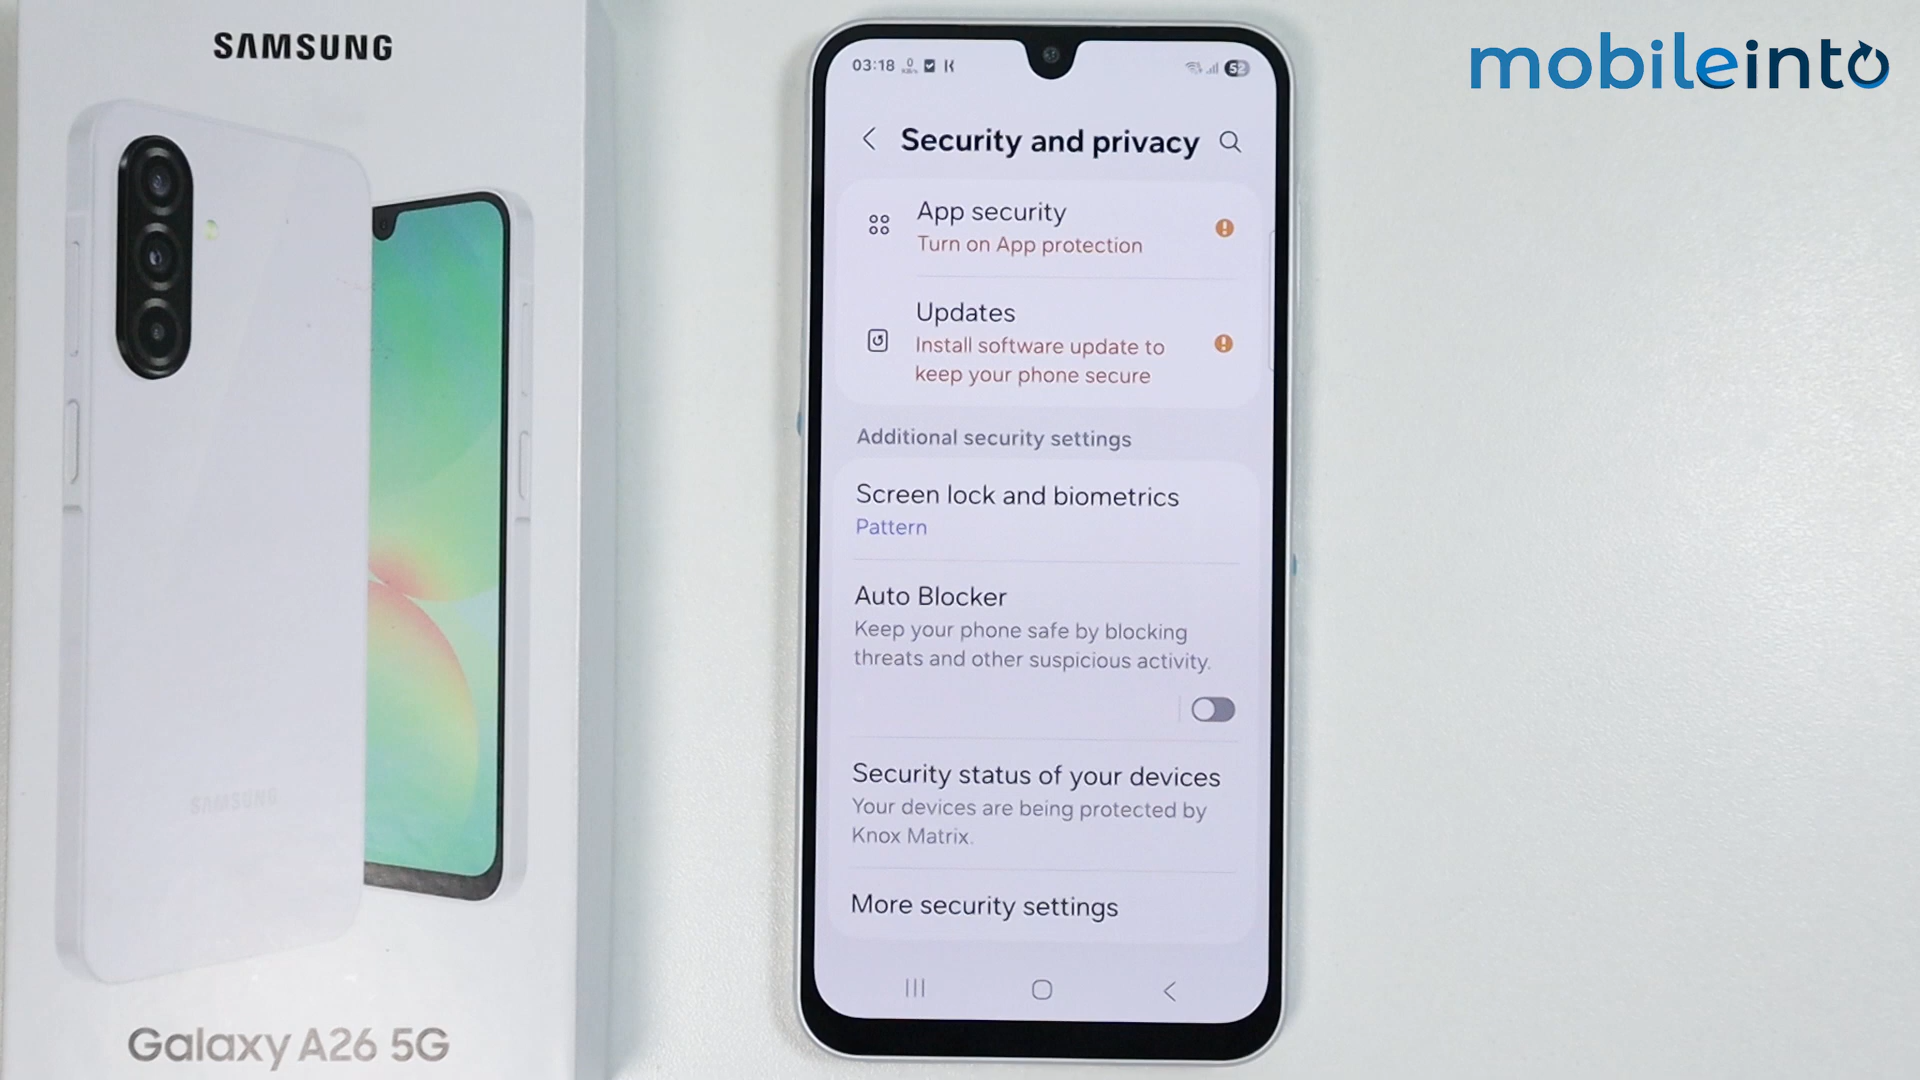 SAMSUNG
SAMSUNG
Galaxy A26 5G
03:18
52
Security and privacy
App security
Turn on App protection
Updates
Install software update to
keep your phone secure
Additional security settings
Screen lock and biometrics
Pattern
Auto Blocker
Keep your phone safe by blocking
threats and other suspicious activity.
Security status of your devices
Your devices are being protected by
Knox Matrix.
More security settings
mobileinto